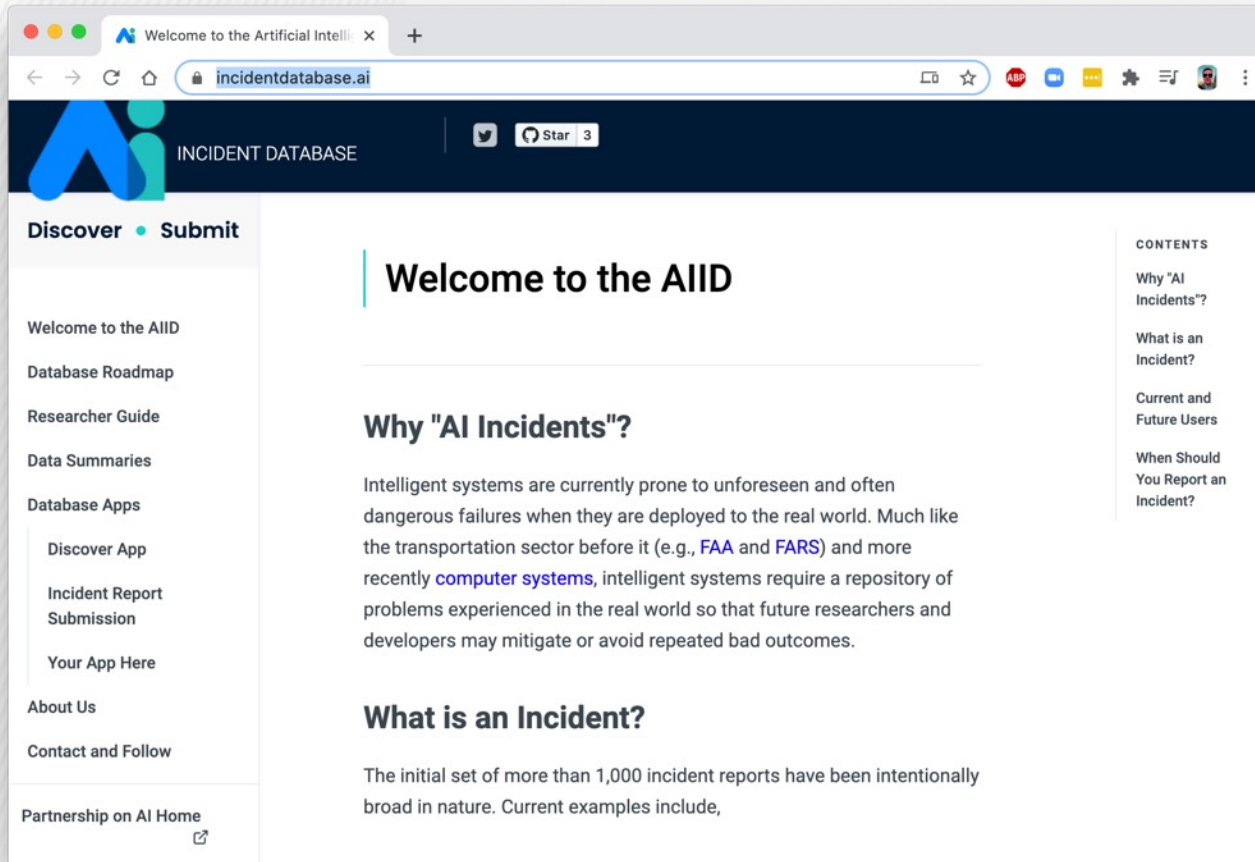 Welcome to the Artificial Intelli
incidentdatabase.ai
ABP
Ai INCIDENT DATABASE
Star 3
Discover • Submit
Welcome to the AIID
Database Roadmap
Researcher Guide
Data Summaries
Database Apps
Discover App
Incident Report
Submission
Your App Here
About Us
Contact and Follow
Partnership on AI Home
Welcome to the AIID
Why "AI Incidents"?
Intelligent systems are currently prone to unforeseen and often
dangerous failures when they are deployed to the real world. Much like
the transportation sector before it (e.g., FAA and FARS) and more
recently computer systems, intelligent systems require a repository of
problems experienced in the real world so that future researchers and
developers may mitigate or avoid repeated bad outcomes.
What is an Incident?
The initial set of more than 1,000 incident reports have been intentionally
broad in nature. Current examples include,
CONTENTS
Why "AI
Incidents"?
What is an
Incident?
Current and
Future Users
When Should
You Report an
Incident?